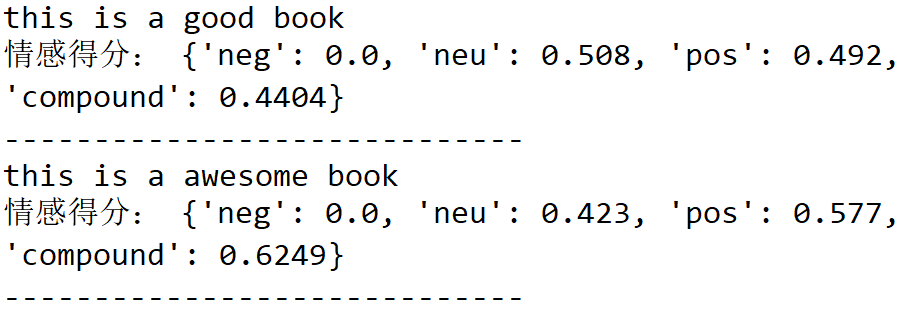 this is a good book
情感得分： {'neg': 0.0, 'neu': 0.508, 'pos': 0.492,
'compound': 0.4404}
-----------------------------
this is a awesome book
情感得分： {'neg': 0.0, 'neu': 0.423, 'pos': 0.577,
'compound': 0.6249}
-----------------------------